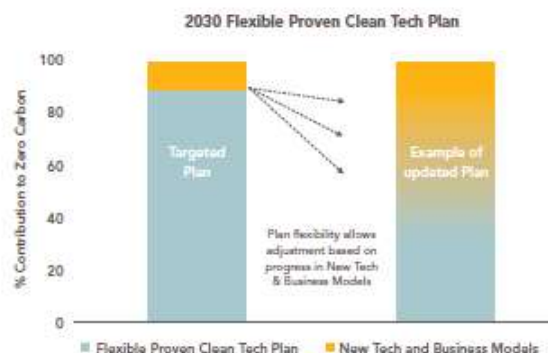 2030 Flexible Proven Clean Tech Plan
% Contribution to Zero Carbon
100
80
60
40
20
0
Targeted
Plan
Plan flexibility allows
adjustment based on
progress in New Tech
& Business Models
Example of
updated Plan
Flexible Proven Clean Tech Plan
New Tech and Business Models